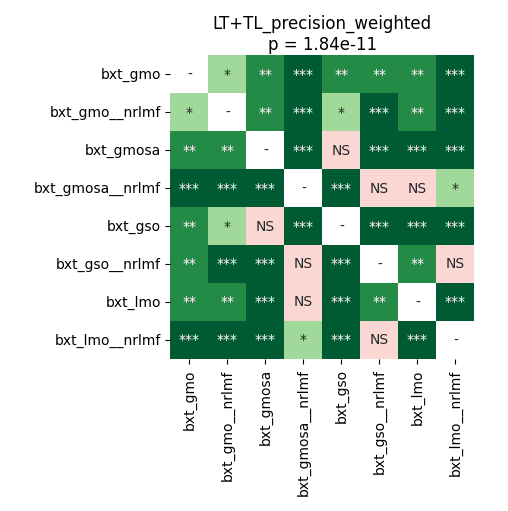 LT+TL_precision_weighted
p = 1.84e-11
bxt_gmo - * ** *** ** ** ** ***
bxt_gmo__nrlmf * - ** *** * *** ** ***
bxt_gmosa ** ** - *** NS *** *** ***
bxt_gmosa__nrlmf *** *** *** - *** NS NS *
bxt_gso ** * NS *** - *** *** ***
bxt_gso__nrlmf ** *** *** NS *** - ** NS
bxt_lmo ** ** *** NS *** ** - ***
bxt_lmo__nrlmf *** *** *** * *** NS *** -
bxt_gmo
bxt_gmo__nrlmf
bxt_gmosa
bxt_gmosa__nrlmf
bxt_gso
bxt_gso__nrlmf
bxt_lmo
bxt_lmo__nrlmf